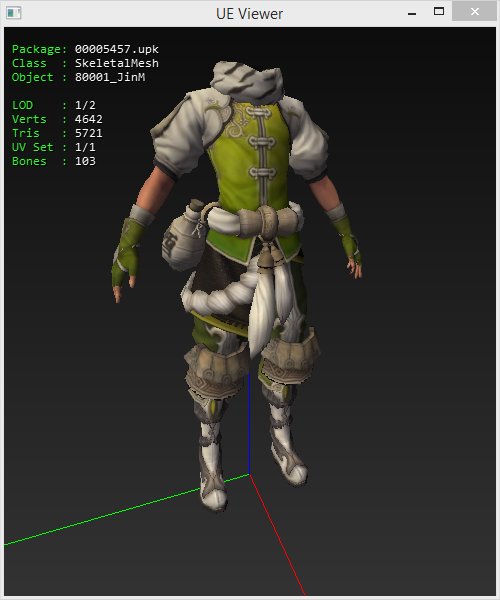 UE Viewer
Package: 00005457.upk
Class : SkeletalMesh
Object : 80001_JinM
LOD : 1/2
Verts : 4642
Tris : 5721
UV Set : 1/1
Bones : 103